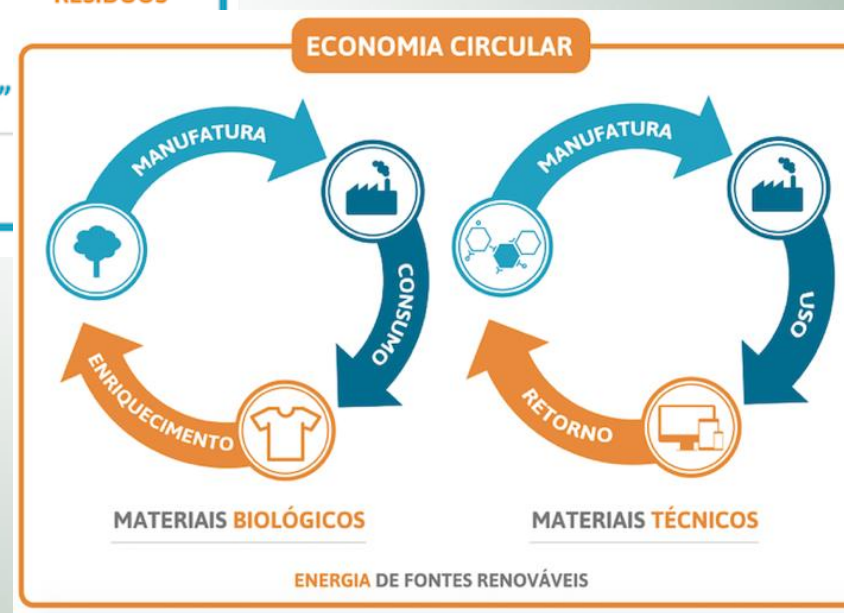 RESÍDUOS
”
ECONOMIA CIRCULAR
MANUFATURA
CONSUMO
ENRIQUECIMENTO
MATERIAIS BIOLÓGICOS
MANUFATURA
USO
RETORNO
MATERIAIS TÉCNICOS
ENERGIA DE FONTES RENOVÁVEIS